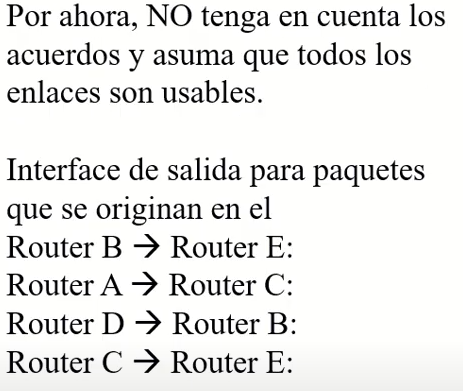 Por ahora, NO tenga en cuenta los
acuerdos y asuma que todos los
enlaces son usables.
Interface de salida para paquetes
que se originan en el
Router B → Router E:
Router A → Router C:
Router D → Router B:
Router C → Router E: